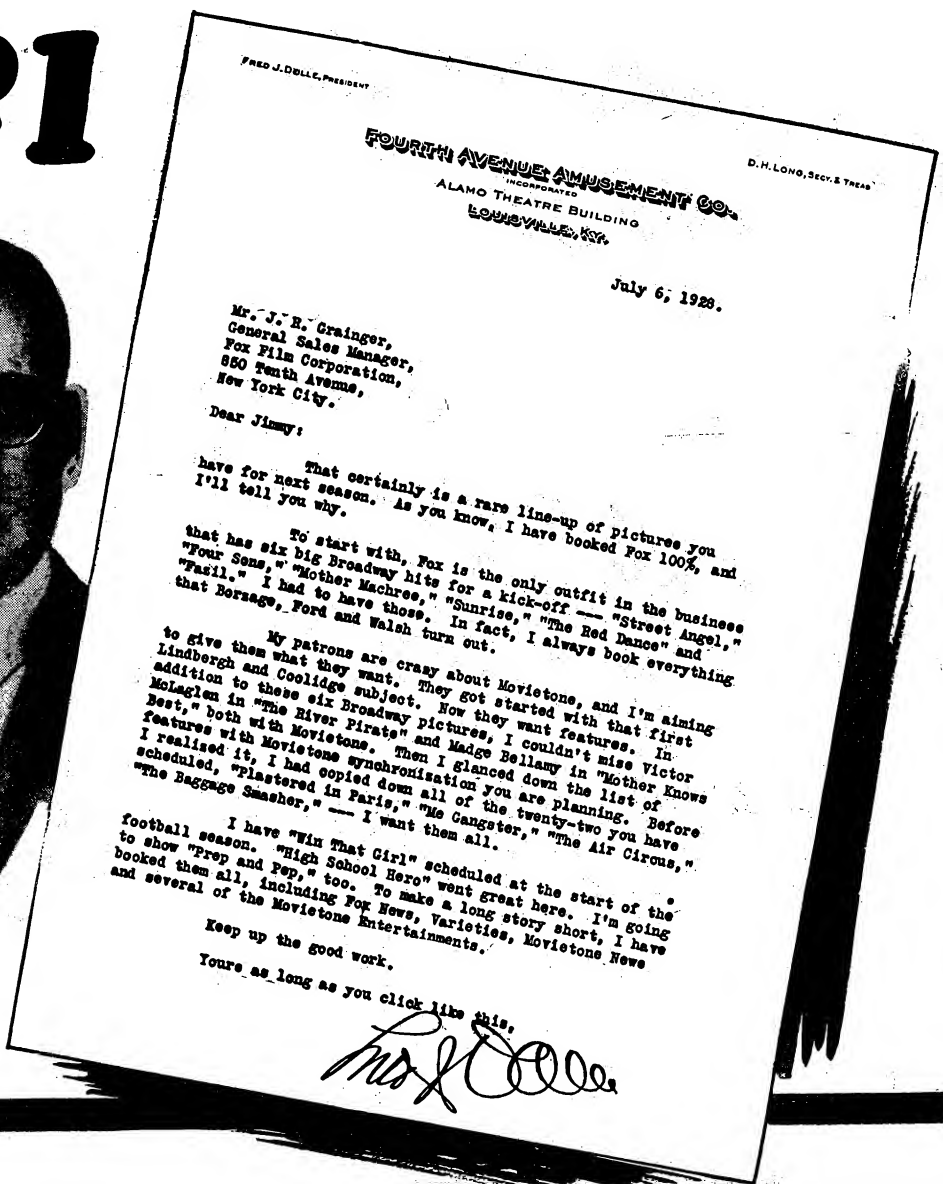 FRED J. DOLLE, PRESIDENT
D. H. LONG, SECY. & TREAS
FOURTH AVENUE AMUSEMENT CO.
INCORPORATED
ALAMO THEATRE BUILDING
LOUISVILLE, KY.
July 6, 1928.
Mr. J. R. Grainger,
General Sales Manager,
Fox Film Corporation,
850 Tenth Avenue,
New York City.
Dear Jimmy:
That certainly is a rare line-up of pictures you
have for next season. As you know, I have booked Fox 100%, and
I'll tell you why.
To start with, Fox is the only outfit in the business
that has six big Broadway hits for a kick-off --- "Street Angel,"
"Four Sons," "Mother Machree," "Sunrise," "The Red Dance" and
"Fazil." I had to have those. In fact, I always book everything
that Borzage, Ford and Walsh turn out.
My patrons are crazy about Movietone, and I'm aiming
to give them what they want. They got started with that first
Lindbergh and Coolidge subject. Now they want features. In
addition to these six Broadway pictures, I couldn't miss Victor
McLaglen in "The River Pirate" and Madge Bellamy in "Mother Knows
Best," both with Movietone. Then I glanced down the list of
features with Movietone synchronization you are planning. Before
I realized it, I had copied down all of the twenty-two you have
scheduled, "Plastered in Paris," "Me Gangster," "The Air Circus,"
"The Baggage Smasher," --- I want them all.
I have "Win That Girl" scheduled at the start of the
football season. "High School Hero" went great here. I'm going
to show "Prep and Pep," too. To make a long story short, I have
booked them all, including Fox News, Varieties, Movietone News
and several of the Movietone Entertainments.
Keep up the good work.
Yours as long as you click like this,